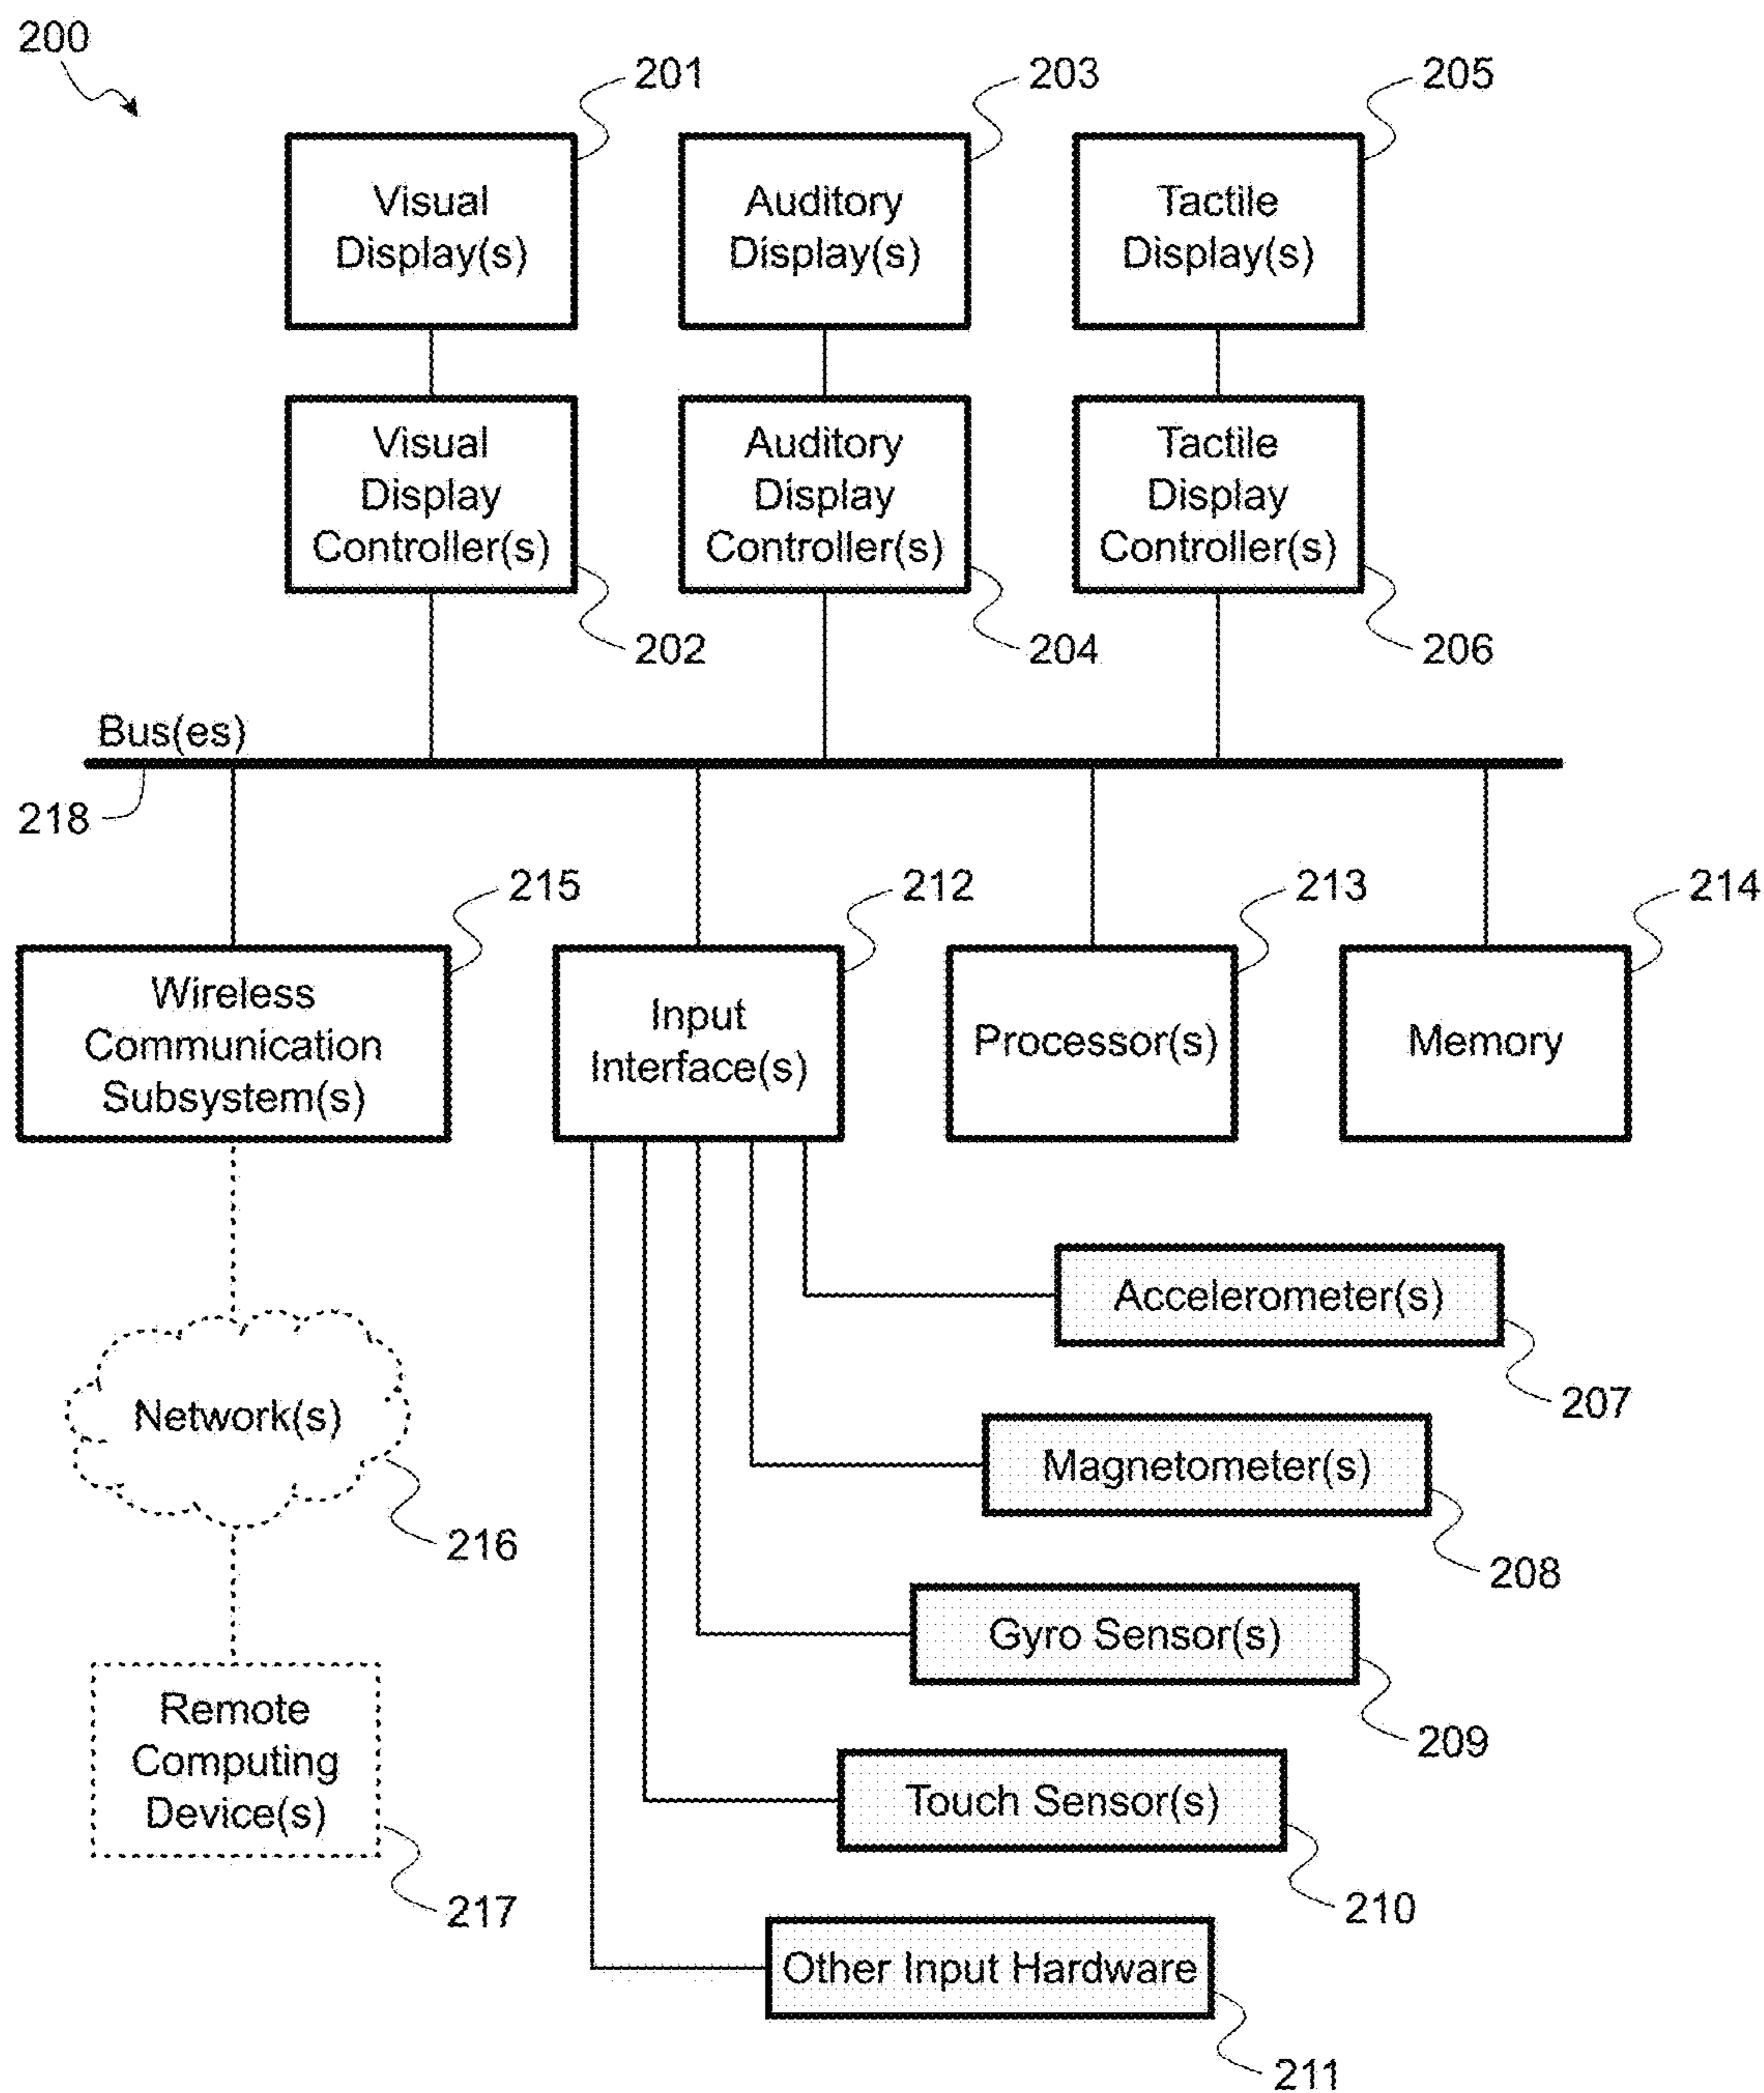 200
201
203
205
Visual
Display(s)
Auditory
Display(s)
Tactile
Display(s)
Visual
Display
Controller(s)
Auditory
Display
Controller(s)
Tactile
Display
Controller(s)
202
204
206
Bus(es)
218
215
212
213
214
Wireless
Communication
Subsystem(s)
Input
Interface(s)
Processor(s)
Memory
Accelerometer(s)
207
Network(s)
216
Magnetometer(s)
208
Gyro Sensor(s)
209
Remote
Computing
Device(s)
217
Touch Sensor(s)
210
Other Input Hardware
211